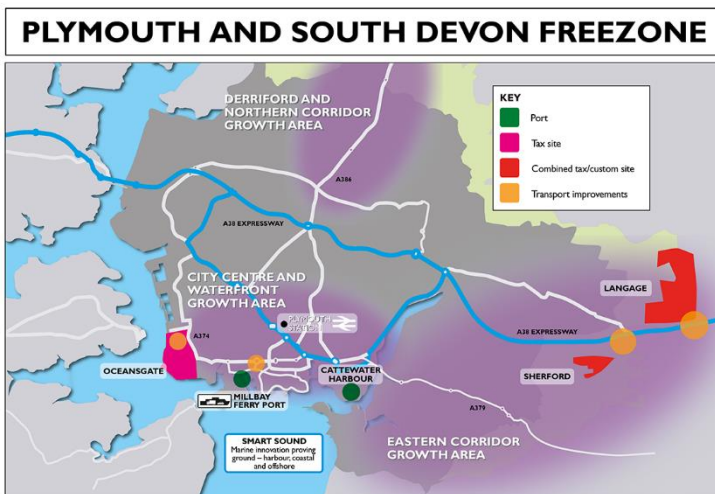 PLYMOUTH AND SOUTH DEVON FREEZONE
DERRIFORD AND
NORTHERN CORRIDOR
GROWTH AREA
KEY
Port
Tax site
Combined tax/custom site
Transport improvements
A386
A38 EXPRESSWAY
CITY CENTRE AND
WATERFRONT
GROWTH AREA
LANGAGE
PLYMOUTH
STATION
A38 EXPRESSWAY
A374
OCEANSGATE
CATTEWATER
HARBOUR
SHERFORD
MILLBAY
FERRY PORT
A379
SMART SOUND
Marine innovation proving
ground – harbour, coastal
and offshore
EASTERN CORRIDOR
GROWTH AREA